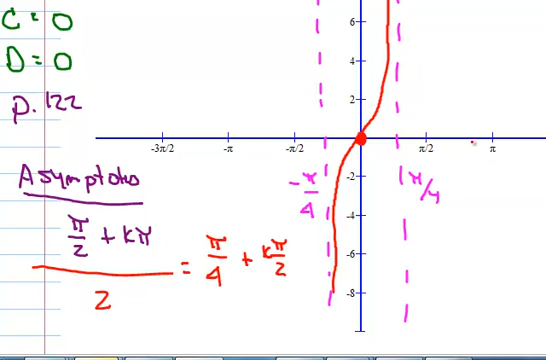 C = 0
D = 0
p. 122
Asymptotes
π/2 + kπ
2
= π/4 + kπ/2
6
4
2
-3π/2 -π -π/2 π/2 π
-2
-4
-6
-8
-π/4
π/4